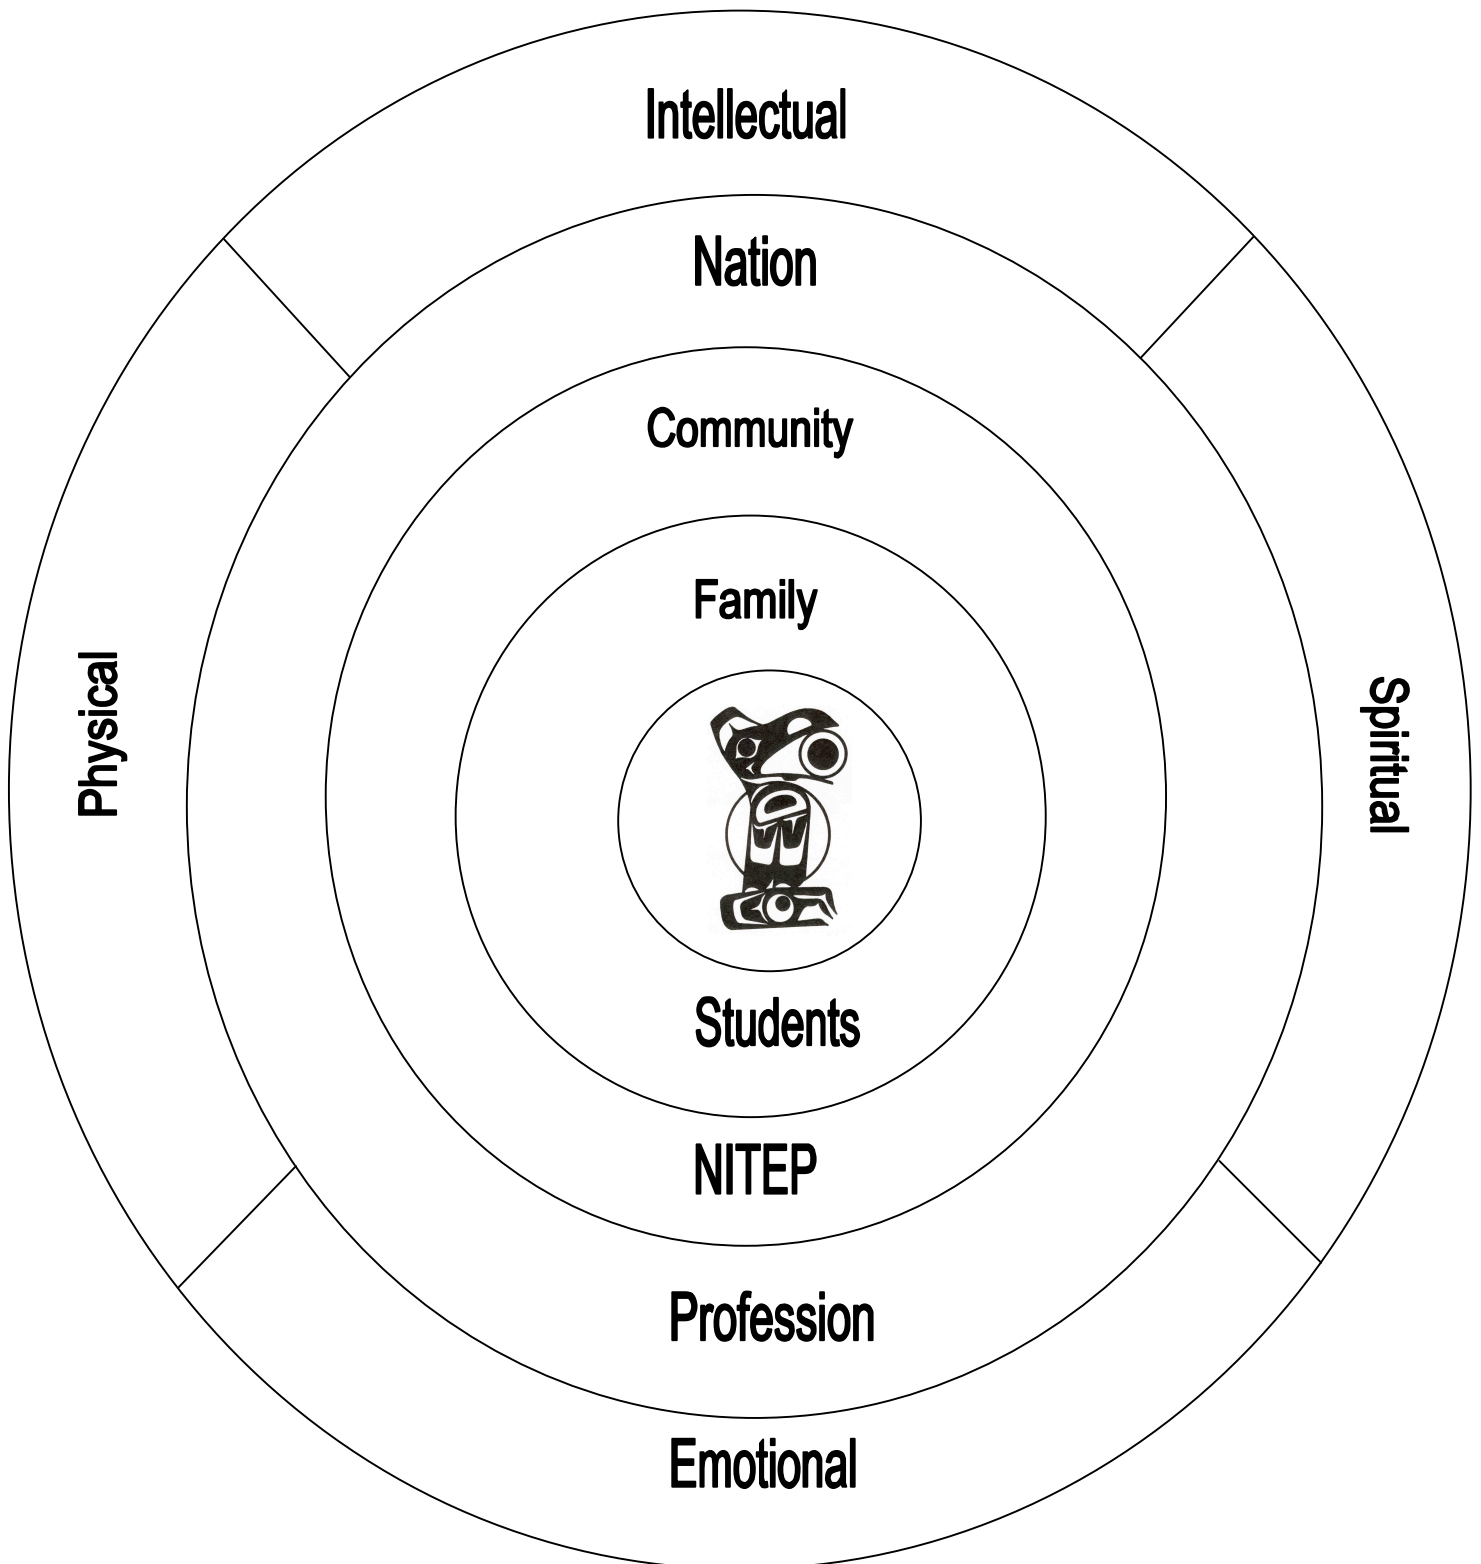 Intellectual
Nation
Community
Family
Physical
Spiritual
Students
NITEP
Profession
Emotional